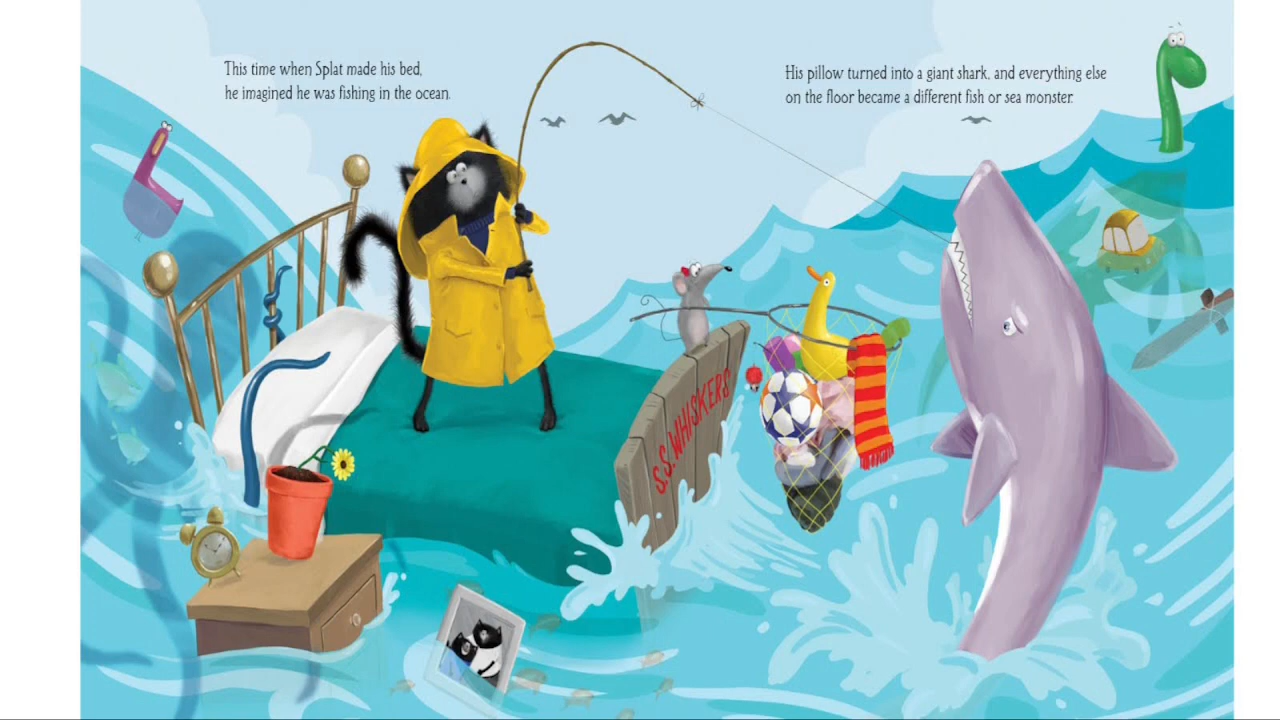 This time when Splat made his bed,
he imagined he was fishing in the ocean.
His pillow turned into a giant shark, and everything else
on the floor became a different fish or sea monster.
S.S. WHISKERS